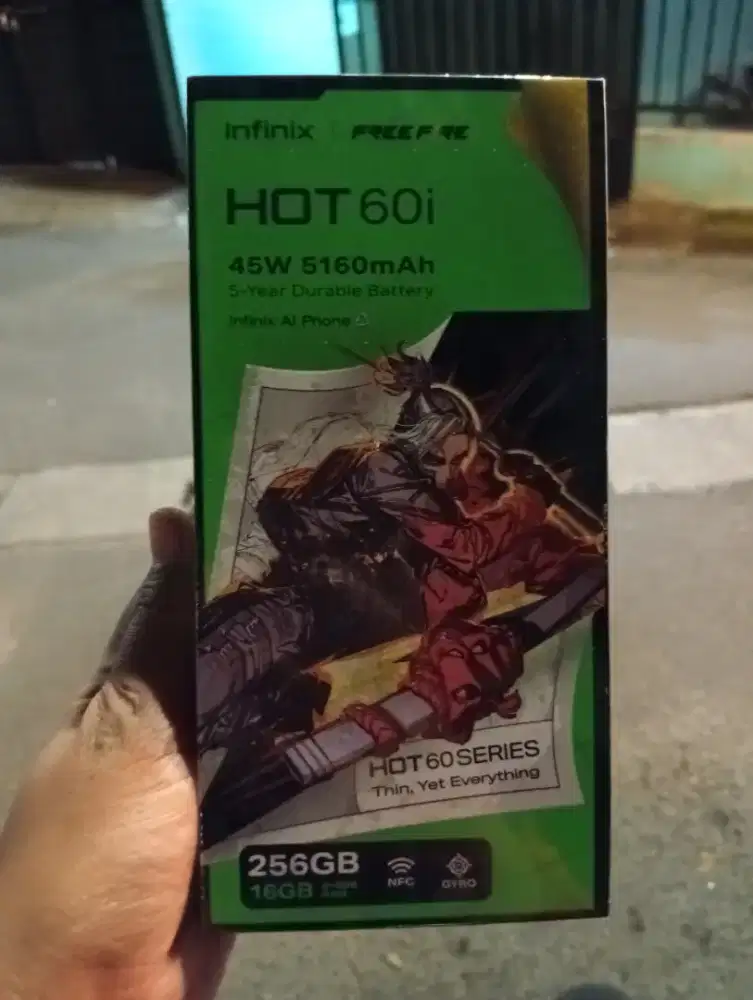 Infinix | FREE FIRE
HOT 60i
45W 5160mAh
5-Year Durable Battery
Infinix AI Phone
HOT 60 SERIES
Thin, Yet Everything
256GB
16GB
NFC
GYRO